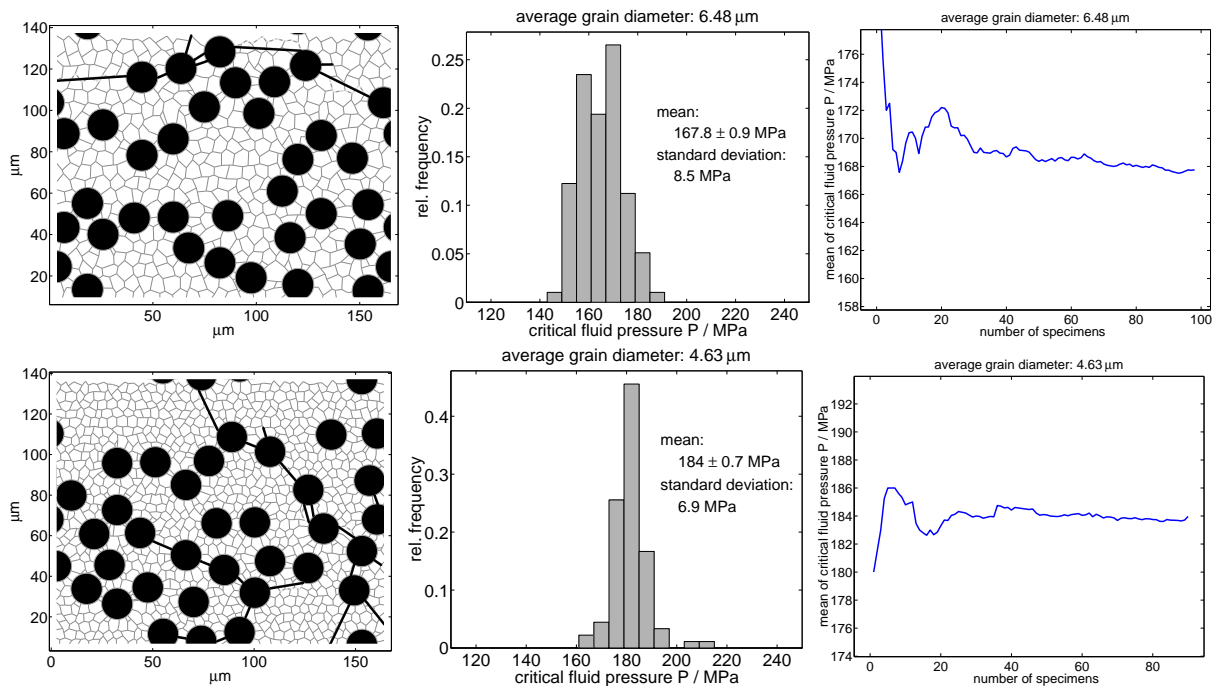 140
120
100
80
60
40
20
μm
50
100
150
μm
average grain diameter: 6.48 μm
0.25
0.2
0.15
0.1
0.05
0
rel. frequency
mean:
167.8 ± 0.9 MPa
standard deviation:
8.5 MPa
120 140 160 180 200 220 240
critical fluid pressure P / MPa
average grain diameter: 6.48 μm
176
174
172
170
168
166
164
162
160
158
mean of critical fluid pressure P / MPa
0 20 40 60 80 100
number of specimens
140
120
100
80
60
40
20
μm
0 50 100 150
μm
average grain diameter: 4.63 μm
0.4
0.3
0.2
0.1
0
rel. frequency
mean:
184 ± 0.7 MPa
standard deviation:
6.9 MPa
120 140 160 180 200 220 240
critical fluid pressure P / MPa
average grain diameter: 4.63 μm
192
190
188
186
184
182
180
178
176
174
mean of critical fluid pressure P / MPa
0 20 40 60 80
number of specimens